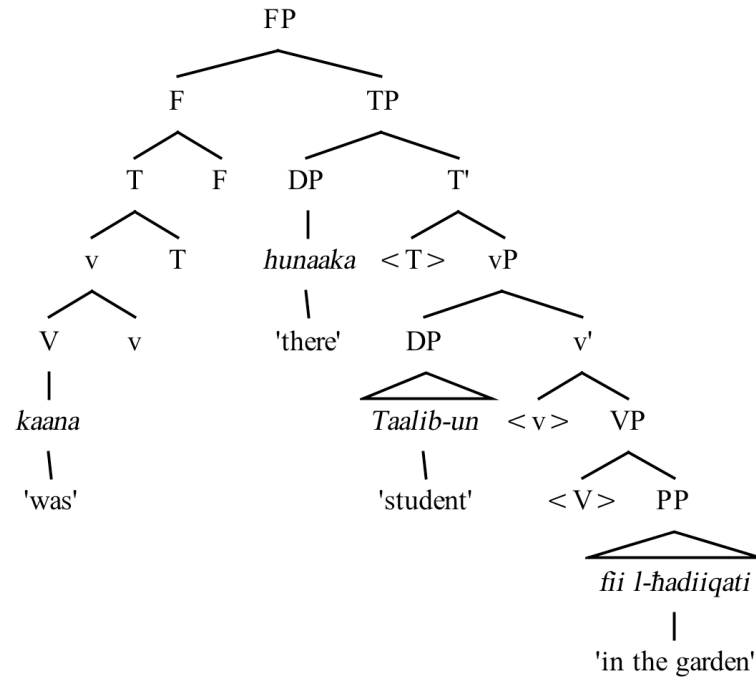 FP
F TP
T F DP T'
v T hunaaka <T> vP
V v 'there' DP v'
kaana Taalib-un <v> VP
'was' 'student' <V> PP
fii l-ħadiiqati
'in the garden'